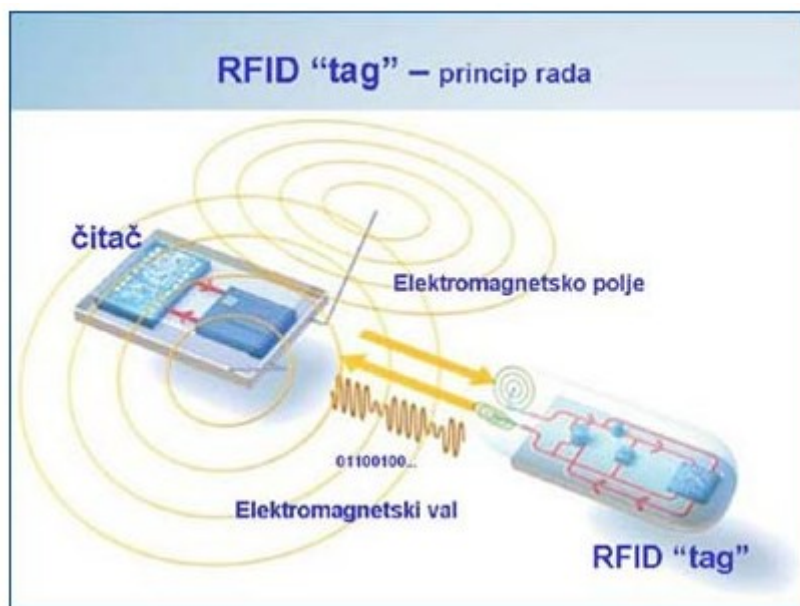 RFID “tag” – princip rada
čitač
Elektromagnetsko polje
01100100...
Elektromagnetski val
RFID “tag”